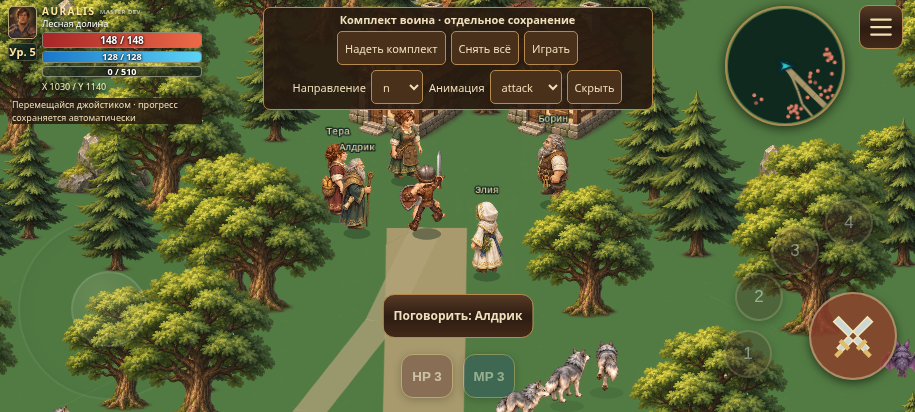 AURALIS MASTER DEV
Лесная долина
148 / 148
Ур. 5
128 / 128
0 / 510
X 1030 / Y 1140
Перемещайся джойстиком · прогресс
сохраняется автоматически
Комплект воина · отдельное сохранение
Надеть комплект
Снять всё
Играть
Направление
n
Анимация
attack
Скрыть
Тера
Алдрик
Борин
Элия
4
3
2
1
Поговорить: Алдрик
HP 3
MP 3